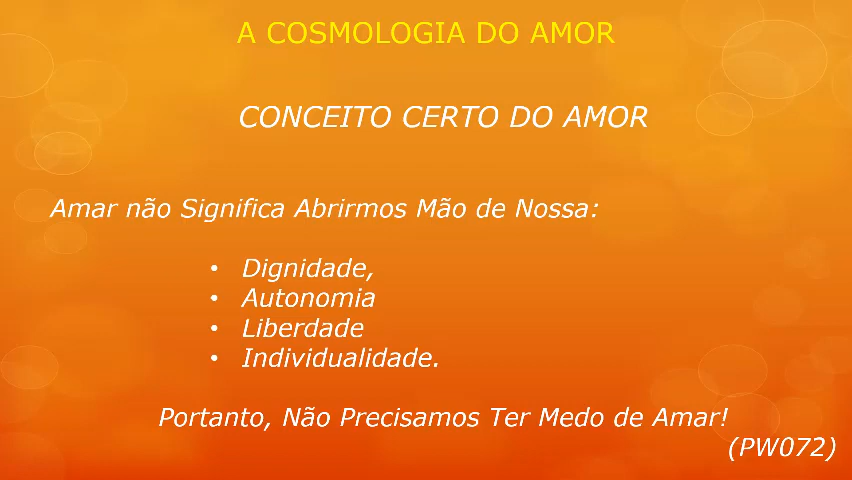 A COSMOLOGIA DO AMOR
CONCEITO CERTO DO AMOR
Amar não Significa Abrirmos Mão de Nossa:
• Dignidade,
• Autonomia
• Liberdade
• Individualidade.
Portanto, Não Precisamos Ter Medo de Amar!
(PW072)